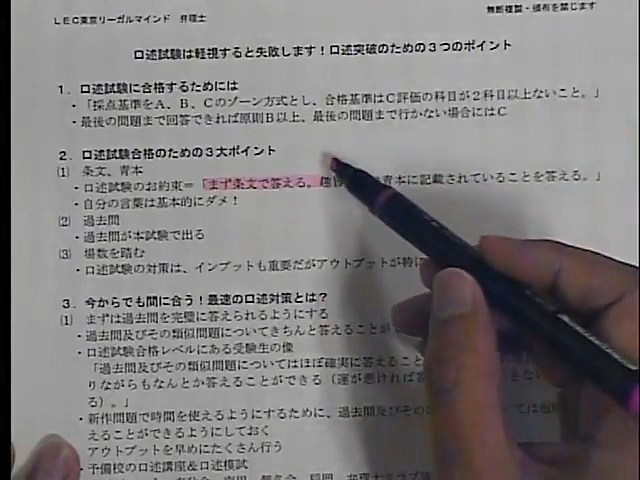 LEC東京リーガルマインド 弁理士
無断複製・頒布を禁じます
口述試験は軽視すると失敗します！口述突破のための３つのポイント
１．口述試験に合格するためには
・「採点基準をＡ、Ｂ、Ｃのゾーン方式とし、合格基準はＣ評価の科目が２科目以上ないこと。」
・最後の問題まで回答できれば原則Ｂ以上、最後の問題まで行かない場合にはＣ
２．口述試験合格のための３大ポイント
(1) 条文、青本
・口述試験のお約束＝「まず条文で答える。 青本に記載されていることを答える。」
・自分の言葉は基本的にダメ！
(2) 過去問
・過去問が本試験で出る
(3) 場数を踏む
・口述試験の対策は、インプットも重要だがアウトプットが特に
３．今からでも間に合う！最速の口述対策とは？
(1) まずは過去問を完璧に答えられるようにする
・過去問及びその類似問題についてきちんと答えることが
・口述試験合格レベルにある受験生の像
「過去問及びその類似問題についてはほぼ確実に答えるこ
りながらもなんとか答えることができる（運が悪ければ答
る）。」
・新作問題で時間を使えるようにするために、過去問及びその
えることができるようにしておく
アウトプットを早めにたくさん行う
・予備校の口述講座＆口述模試